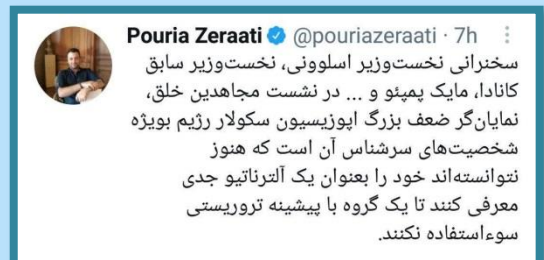 Pouria Zeraati @pouriazeraati · 7h
سخنرانی نخست‌وزیر اسلوونی، نخست‌وزیر سابق
کانادا، مایک پمپئو و ... در نشست مجاهدین خلق،
نمایان‌گر ضعف بزرگ اپوزیسیون سکولار رژیم بویژه
شخصیت‌های سرشناس آن است که هنوز
نتوانسته‌اند خود را بعنوان یک آلترناتیو جدی
معرفی کنند تا یک گروه با پیشینه تروریستی
سوءاستفاده نکنند.